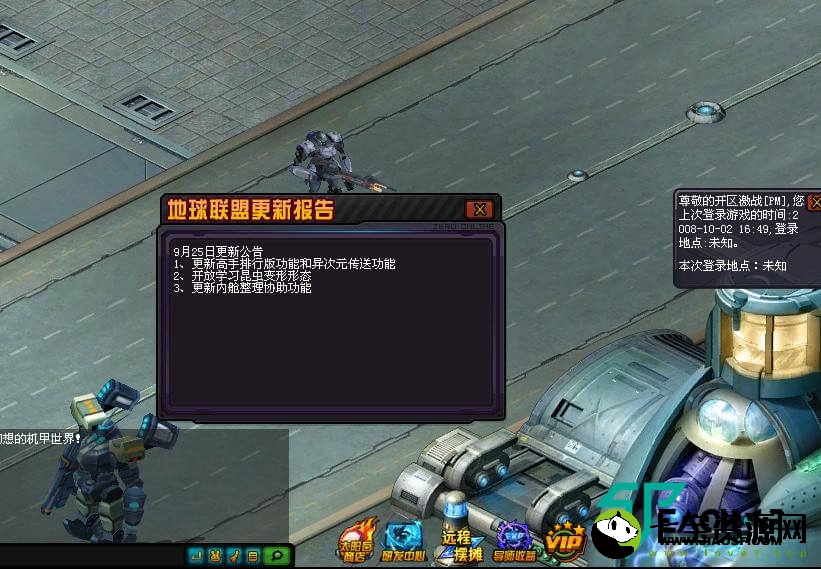 地球联盟更新报告
ZERO ONLINE
9月25日更新公告
1、更新高手排行版功能和异次元传送功能
2、开放学习昆虫变形形态
3、更新内舱整理协助功能
尊敬的开区激战[PM],您
上次登录游戏的时间:2
008-10-02 16:49,登录
地点:未知。
本次登录地点：未知
想的机甲世界！
太阳石
商店
研发中心
远程
摆摊
导师收益
VIP